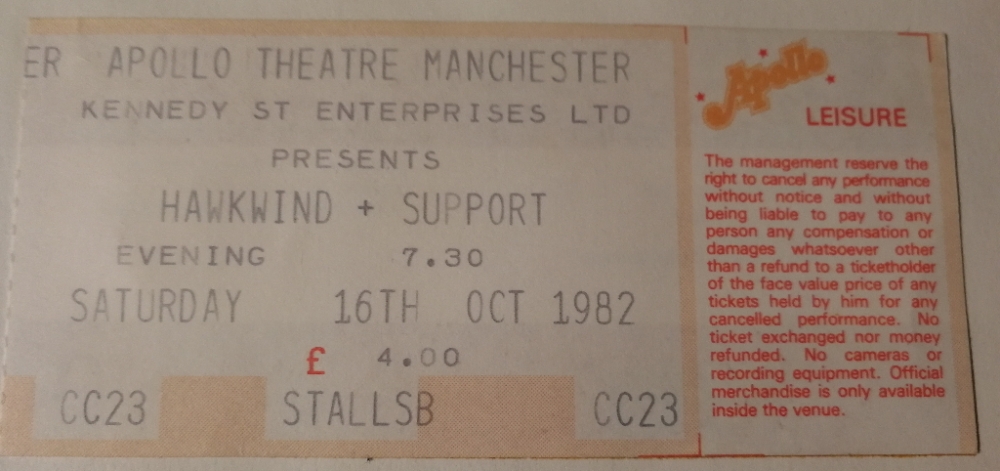 ER APOLLO THEATRE MANCHESTER
KENNEDY ST ENTERPRISES LTD
PRESENTS
HAWKWIND + SUPPORT
EVENING 7.30
SATURDAY 16TH OCT 1982
£ 4.00
CC23 STALLSB CC23
Apollo
LEISURE
The management reserve the
right to cancel any performance
without notice and without
being liable to pay to any
person any compensation or
damages whatsoever other
than a refund to a ticketholder
of the face value price of any
tickets held by him for any
cancelled performance. No
ticket exchanged nor money
refunded. No cameras or
recording equipment. Official
merchandise is only available
inside the venue.